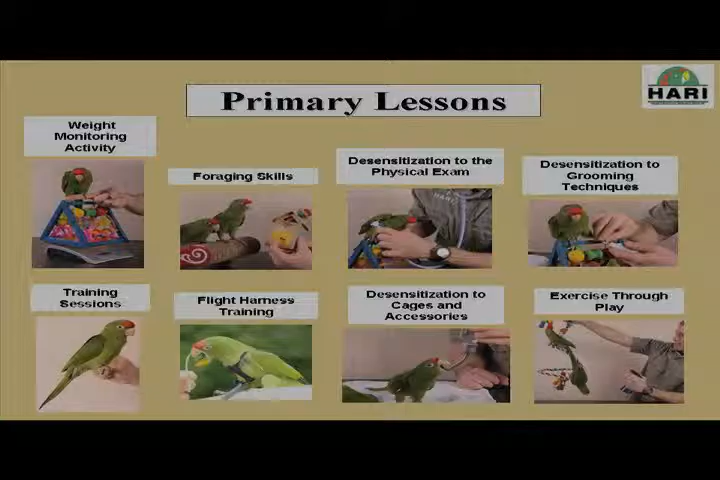 Primary Lessons
HARI
Weight
Monitoring
Activity
Foraging Skills
Desensitization to the
Physical Exam
Desensitization to
Grooming
Techniques
Training
Sessions
Flight Harness
Training
Desensitization to
Cages and
Accessories
Exercise Through
Play